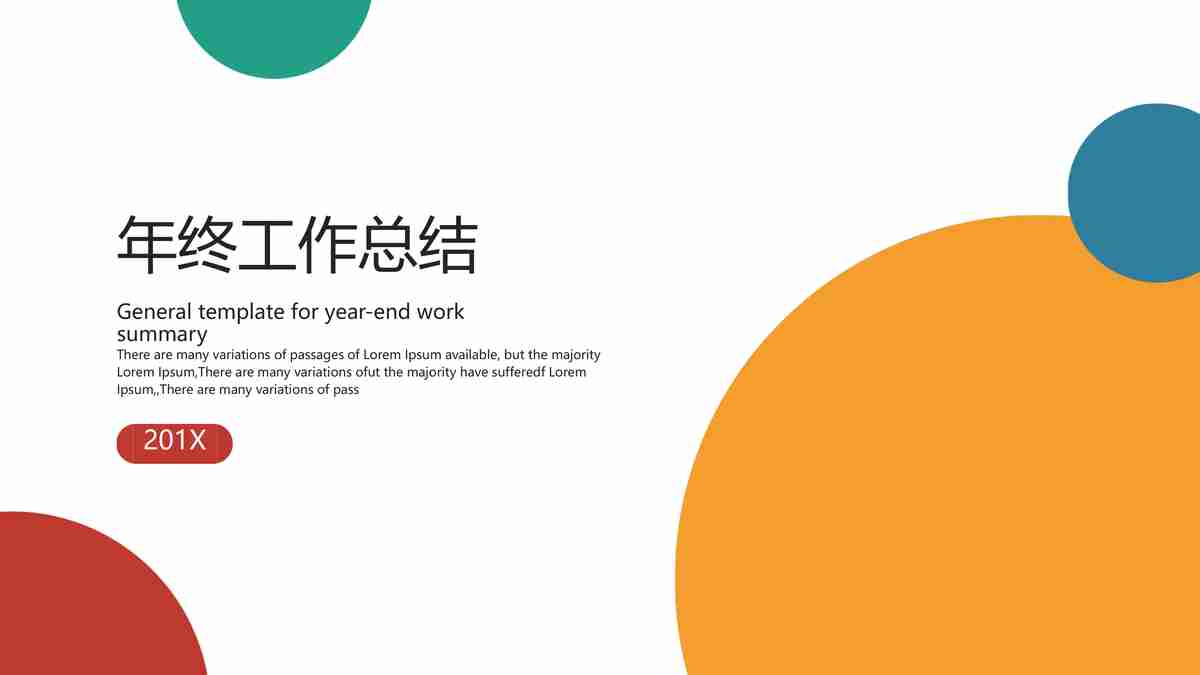 年终工作总结
General template for year-end work
summary
There are many variations of passages of Lorem Ipsum available, but the majority
Lorem Ipsum,There are many variations ofut the majority have sufferedf Lorem
Ipsum,,There are many variations of pass
201X